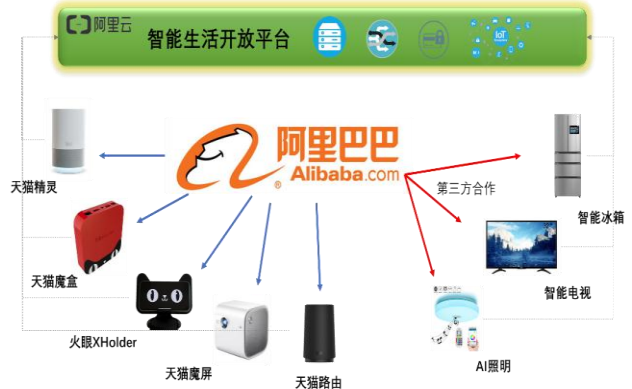 阿里云
智能生活开放平台
IoT
阿里巴巴
Alibaba.com
®
天猫精灵
第三方合作
智能冰箱
天猫魔盒
智能电视
火眼XHolder
天猫魔屏
天猫路由
AI照明